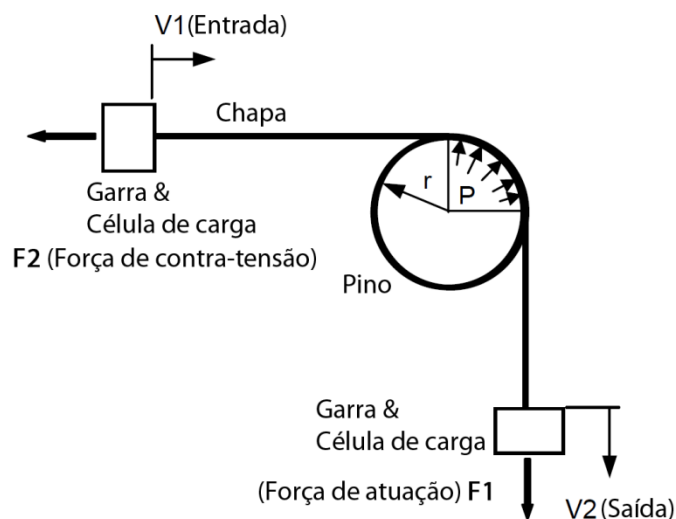 V1(Entrada)
Chapa
Garra &
Célula de carga
F2 (Força de contra-tensão)
r
P
Pino
Garra &
Célula de carga
(Força de atuação) F1
V2(Saída)